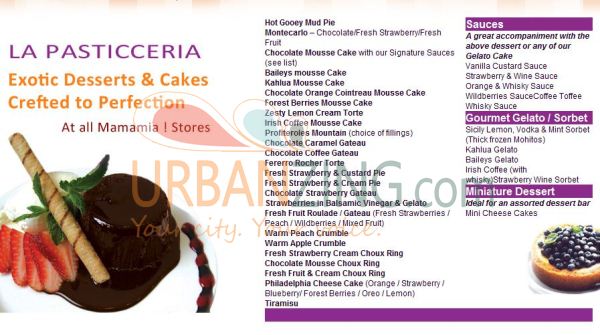 LA PASTICCERIA
Exotic Desserts & Cakes
Crefted to Perfection
At all Mamamia ! Stores
URBANZING.com
Your city. Your voice.
Hot Gooey Mud Pie
Montecarlo – Chocolate/Fresh Strawberry/Fresh
Fruit
Chocolate Mousse Cake with our Signature Sauces
(see list)
Baileys mousse Cake
Kahlua Mousse Cake
Chocolate Orange Cointreau Mousse Cake
Forest Berries Mousse Cake
Zesty Lemon Cream Torte
Irish Coffee Mousse Cake
Profiteroles Mountain (choice of fillings)
Chocolate Caramel Gateau
Chocolate Coffee Gateau
Fererro Rocher Torte
Fresh Strawberry & Custard Pie
Fresh Strawberry & Cream Pie
Chocolate Strawberry Gateau
Strawberries in Balsamic Vinegar & Gelato
Fresh Fruit Roulade / Gateau (Fresh Strawberries /
Peach / Wildberries / Mixed Fruit)
Warm Peach Crumble
Warm Apple Crumble
Fresh Strawberry Cream Choux Ring
Chocolate Mousse Choux Ring
Fresh Fruit & Cream Choux Ring
Philadelphia Cheese Cake (Orange / Strawberry /
Blueberry/ Forest Berries / Oreo / Lemon)
Tiramisu
Sauces
A great accompaniment with the
above dessert or any of our
Gelato Cake
Vanilla Custard Sauce
Strawberry & Wine Sauce
Orange & Whisky Sauce
Wildberries SauceCoffee Toffee
Whisky Sauce
Gourmet Gelato / Sorbet
Sicily Lemon, Vodka & Mint Sorbet
(Thick frozen Mohitos)
Kahlua Gelato
Baileys Gelato
Irish Coffee (with
whisky)Strawberry Wine Sorbet
Miniature Dessert
Ideal for an assorted dessert bar
Mini Cheese Cakes